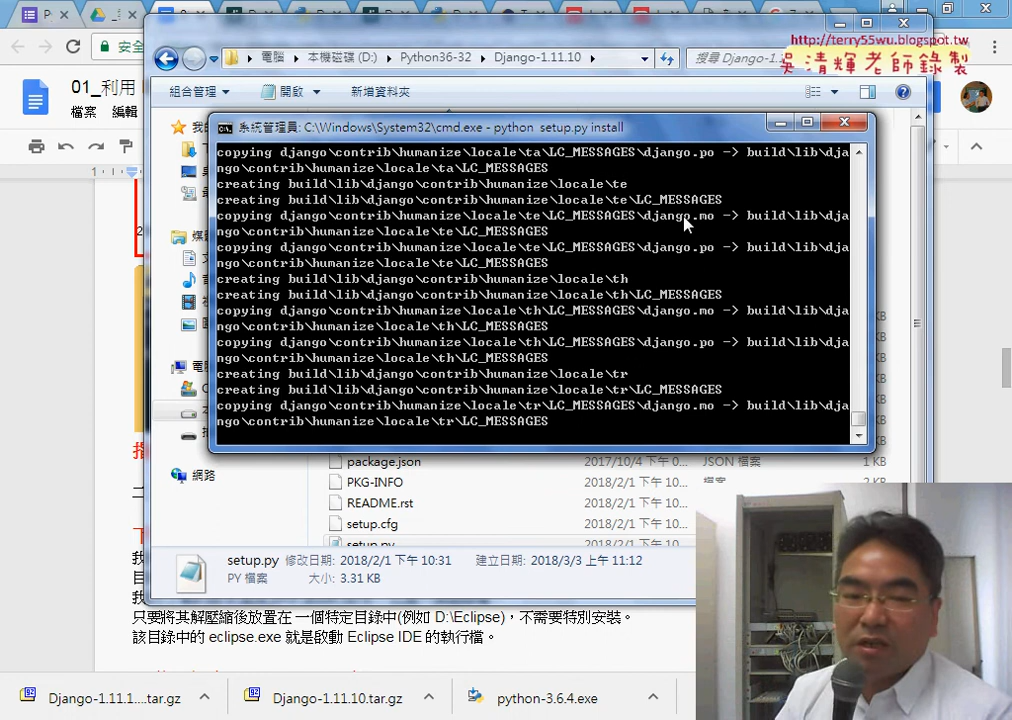 安全
http://terry55wu.blogspot.tw
吳清輝老師錄製
電腦 ▸ 本機磁碟 (D:) ▸ Python36-32 ▸ Django-1.11.10 ▸
搜尋 Django-1.
01_利用
檔案 編輯
組合管理 開啟 新增資料夾
系統管理員: C:\Windows\System32\cmd.exe - python setup.py install
copying django\contrib\humanize\locale\ta\LC_MESSAGES\django.po -> build\lib\dja
ngo\contrib\humanize\locale\ta\LC_MESSAGES
creating build\lib\django\contrib\humanize\locale\te
creating build\lib\django\contrib\humanize\locale\te\LC_MESSAGES
copying django\contrib\humanize\locale\te\LC_MESSAGES\django.mo -> build\lib\dja
ngo\contrib\humanize\locale\te\LC_MESSAGES
copying django\contrib\humanize\locale\te\LC_MESSAGES\django.po -> build\lib\dja
ngo\contrib\humanize\locale\te\LC_MESSAGES
creating build\lib\django\contrib\humanize\locale\th
creating build\lib\django\contrib\humanize\locale\th\LC_MESSAGES
copying django\contrib\humanize\locale\th\LC_MESSAGES\django.mo -> build\lib\dja
ngo\contrib\humanize\locale\th\LC_MESSAGES
copying django\contrib\humanize\locale\th\LC_MESSAGES\django.po -> build\lib\dja
ngo\contrib\humanize\locale\th\LC_MESSAGES
creating build\lib\django\contrib\humanize\locale\tr
creating build\lib\django\contrib\humanize\locale\tr\LC_MESSAGES
copying django\contrib\humanize\locale\tr\LC_MESSAGES\django.mo -> build\lib\dja
ngo\contrib\humanize\locale\tr\LC_MESSAGES
package.json 2017/10/4 下午 0... JSON 檔案 1 KB
網路
PKG-INFO 2018/2/1 下午 10... 檔案
README.rst 2018/2/1 下午 10...
setup.cfg 2018/2/1 下午 10...
setup.py 2018/2/1 下午 10...
setup.py 修改日期: 2018/2/1 下午 10:31 建立日期: 2018/3/3 上午 11:12
PY 檔案 大小: 3.31 KB
只要將其解壓縮後放置在 一個特定目錄中(例如 D:\Eclipse)，不需要特別安裝。
該目錄中的 eclipse.exe 就是啟動 Eclipse IDE 的執行檔。
Django-1.11.1....tar.gz Django-1.11.10.tar.gz python-3.6.4.exe